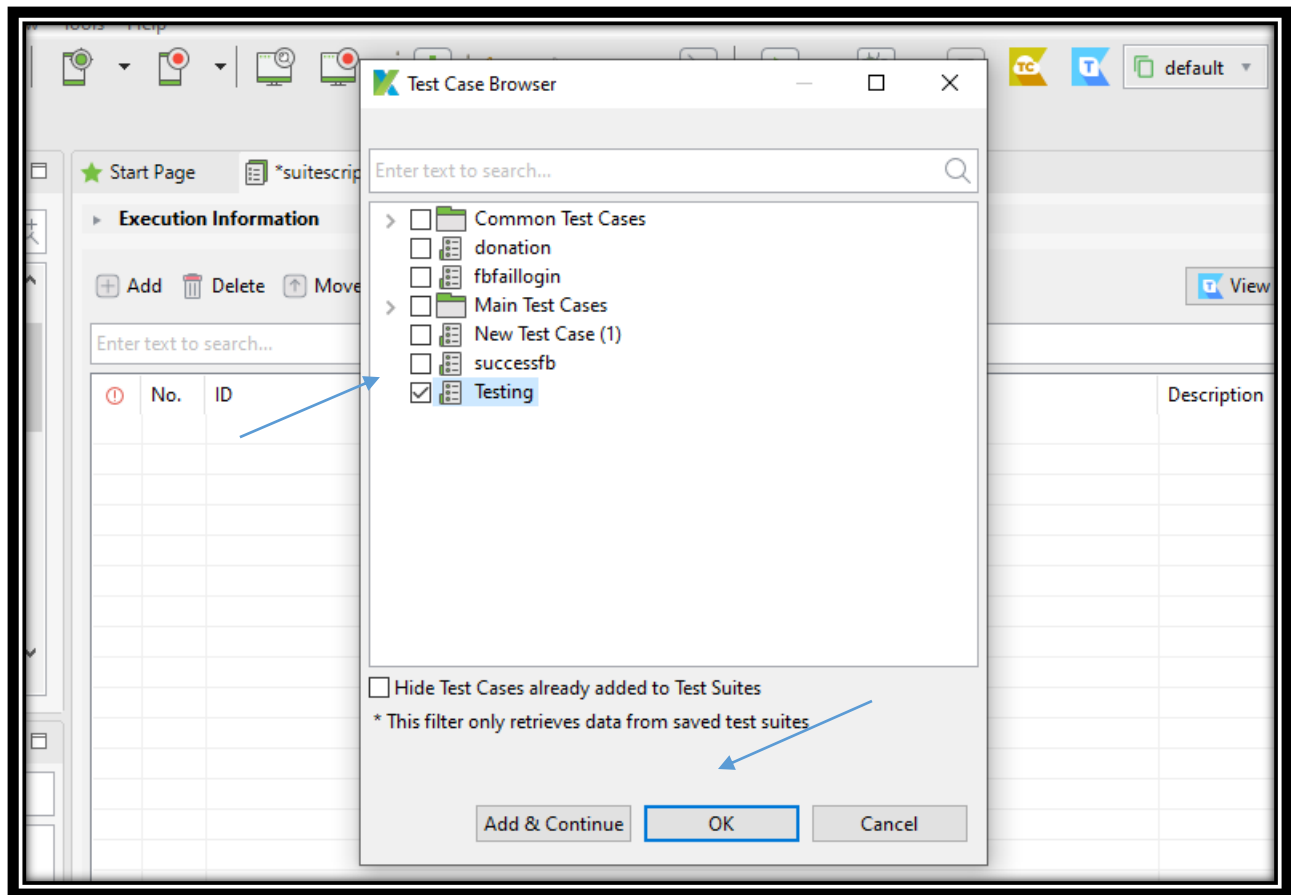 Tools Help
Test Case Browser
TC
T
default
Start Page
*suitescrip
Enter text to search...
Execution Information
Common Test Cases
donation
fbfaillogin
Add
Delete
Move
View
Main Test Cases
Enter text to search...
New Test Case (1)
successfb
Testing
No.
ID
Description
Hide Test Cases already added to Test Suites
* This filter only retrieves data from saved test suites
Add & Continue
OK
Cancel